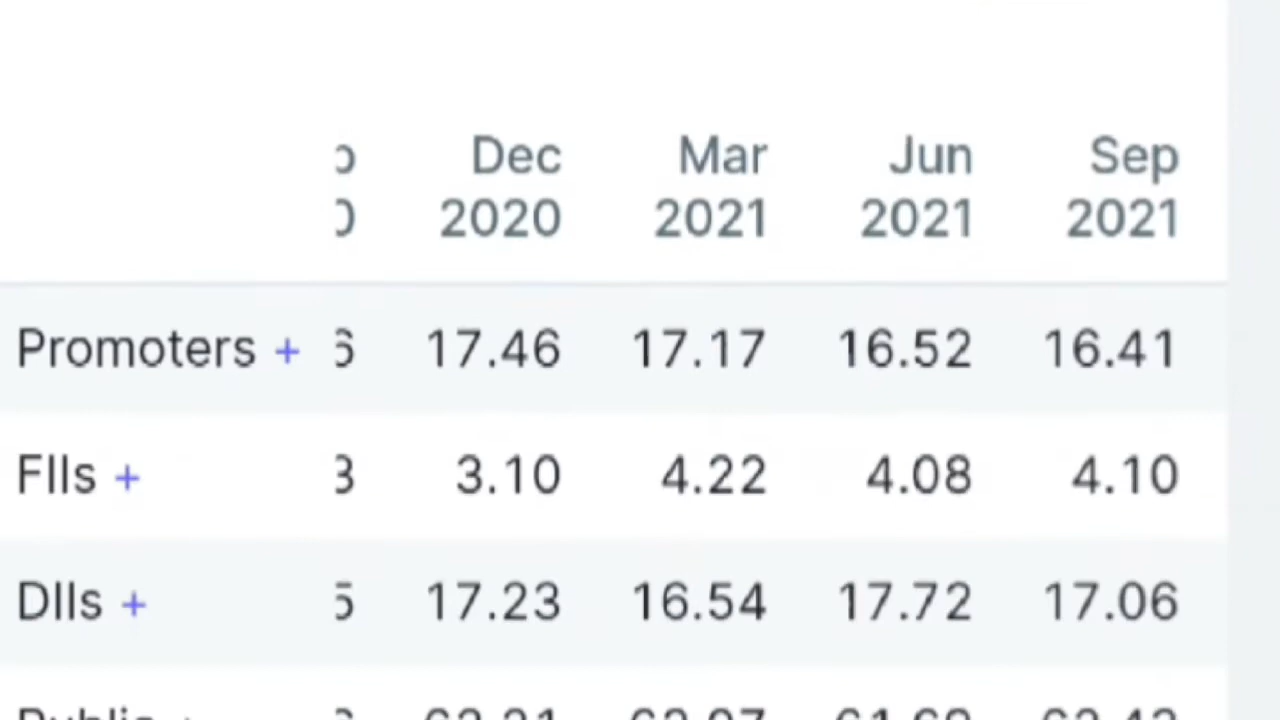 Dec Mar Jun Sep
2020 2021 2021 2021
Promoters + 17.46 17.17 16.52 16.41
FIIs + 3.10 4.22 4.08 4.10
DIIs + 17.23 16.54 17.72 17.06